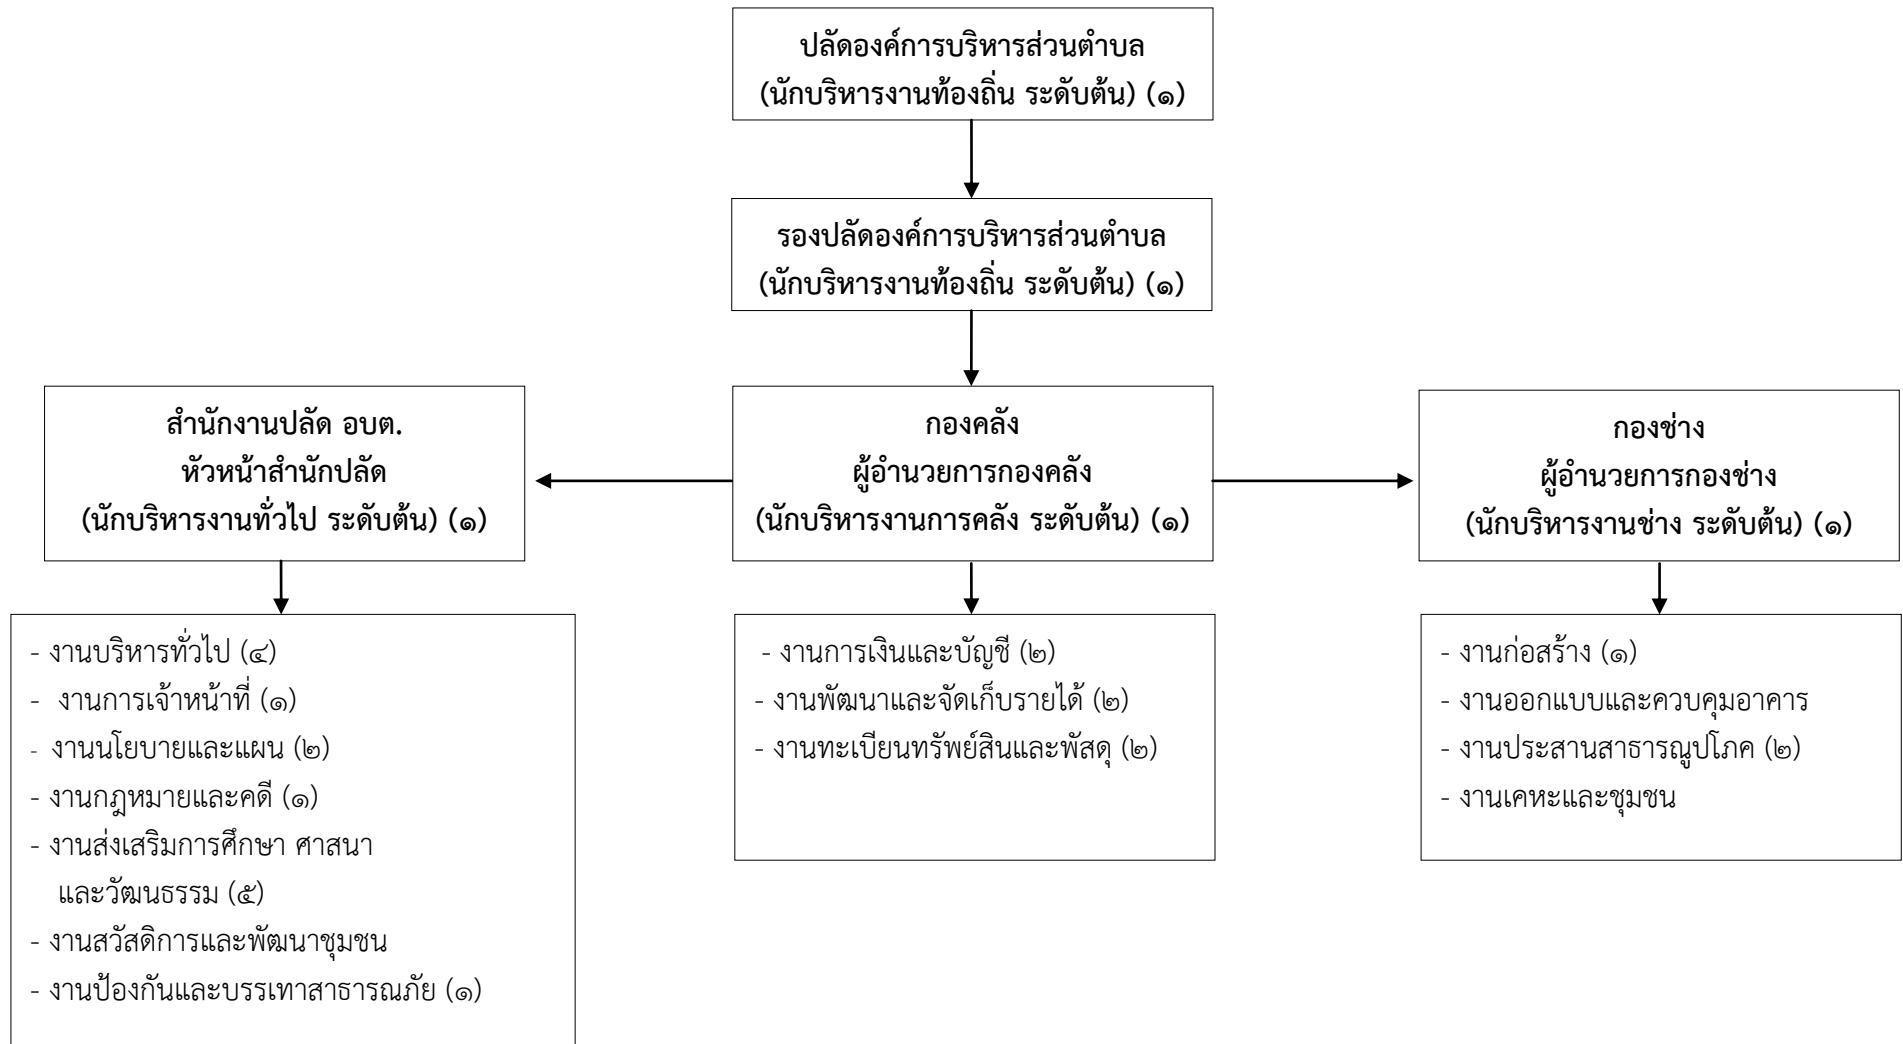 ปลัดองค์การบริหารส่วนตำบล
(นักบริหารงานท้องถิ่น ระดับต้น) (๑)
รองปลัดองค์การบริหารส่วนตำบล
(นักบริหารงานท้องถิ่น ระดับต้น) (๑)
สำนักงานปลัด อบต.
หัวหน้าสำนักปลัด
(นักบริหารงานทั่วไป ระดับต้น) (๑)
กองคลัง
ผู้อำนวยการกองคลัง
(นักบริหารงานการคลัง ระดับต้น) (๑)
กองช่าง
ผู้อำนวยการกองช่าง
(นักบริหารงานช่าง ระดับต้น) (๑)
- งานบริหารทั่วไป (๔)
- งานการเจ้าหน้าที่ (๑)
- งานนโยบายและแผน (๒)
- งานกฎหมายและคดี (๑)
- งานส่งเสริมการศึกษา ศาสนา
และวัฒนธรรม (๕)
- งานสวัสดิการและพัฒนาชุมชน
- งานป้องกันและบรรเทาสาธารณภัย (๑)
- งานการเงินและบัญชี (๒)
- งานพัฒนาและจัดเก็บรายได้ (๒)
- งานทะเบียนทรัพย์สินและพัสดุ (๒)
- งานก่อสร้าง (๑)
- งานออกแบบและควบคุมอาคาร
- งานประสานสาธารณูปโภค (๒)
- งานเคหะและชุมชน